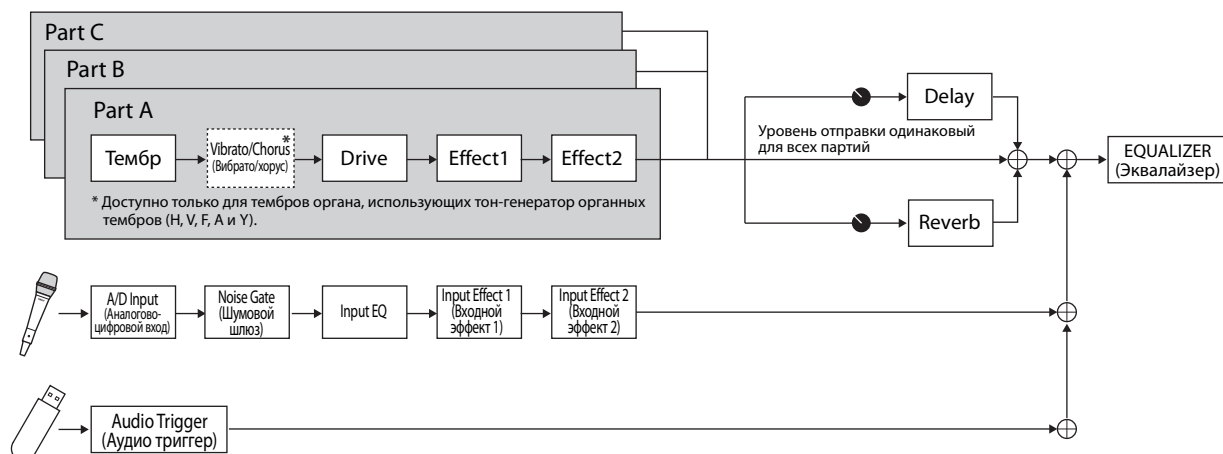 Part C
Part B
Part A
Тембр
Vibrato/Chorus*
(Вибрато/хорус)
Drive
Effect1
Effect2
* Доступно только для тембров органа, использующих тон-генератор органных
тембров (H, V, F, A и Y).
Delay
Уровень отправки одинаковый
для всех партий
Reverb
EQUALIZER
(Эквалайзер)
A/D Input
(Аналогово-
цифровой вход)
Noise Gate
(Шумовой
шлюз)
Input EQ
Input Effect 1
(Входной
эффект 1)
Input Effect 2
(Входной
эффект 2)
Audio Trigger
(Аудио триггер)